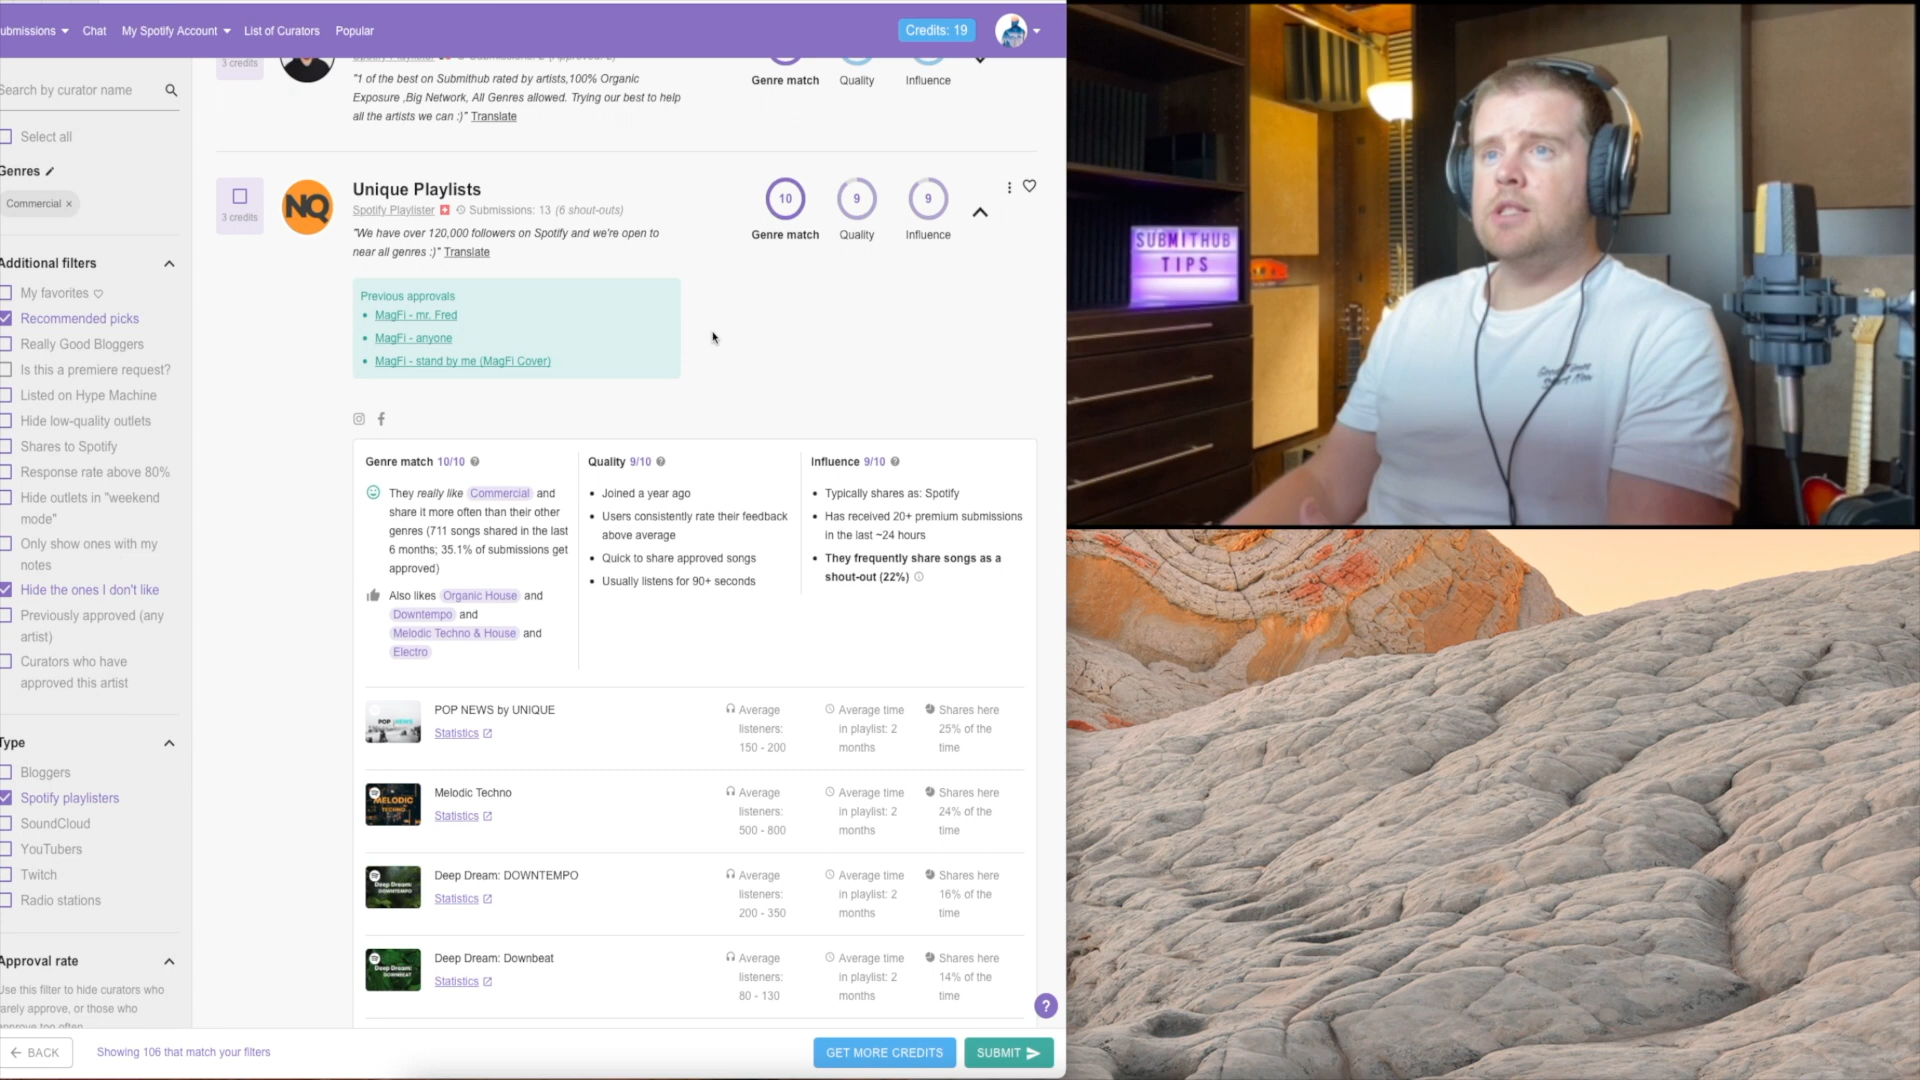 ubmissions
Chat
My Spotify Account
List of Curators
Popular
Credits: 19
Search by curator name
Select all
Genres
Commercial ×
Additional filters
My favorites
Recommended picks
Really Good Bloggers
Is this a premiere request?
Listed on Hype Machine
Hide low-quality outlets
Shares to Spotify
Response rate above 80%
Hide outlets in "weekend
mode"
Only show ones with my
notes
Hide the ones I don't like
Previously approved (any
artist)
Curators who have
approved this artist
Type
Bloggers
Spotify playlisters
SoundCloud
YouTubers
Twitch
Radio stations
Approval rate
Use this filter to hide curators who
arely approve, or those who
approve too often
BACK
Showing 106 that match your filters
GET MORE CREDITS
SUBMIT
3 credits
"1 of the best on Submithub rated by artists,100% Organic
Exposure ,Big Network, All Genres allowed. Trying our best to help
all the artists we can :)" Translate
Genre match
Quality
Influence
3 credits
NQ
Unique Playlists
Spotify Playlister
Submissions: 13 (6 shout-outs)
"We have over 120,000 followers on Spotify and we're open to
near all genres :)" Translate
10
9
9
Genre match
Quality
Influence
Previous approvals
MagFi - mr. Fred
MagFi - anyone
MagFi - stand by me (MagFi Cover)
Genre match 10/10
They really like Commercial and
share it more often than their other
genres (711 songs shared in the last
6 months; 35.1% of submissions get
approved)
Also likes Organic House and
Downtempo and
Melodic Techno & House and
Electro
Quality 9/10
Joined a year ago
Users consistently rate their feedback
above average
Quick to share approved songs
Usually listens for 90+ seconds
Influence 9/10
Typically shares as: Spotify
Has received 20+ premium submissions
in the last ~24 hours
They frequently share songs as a
shout-out (22%)
POP NEWS
POP NEWS by UNIQUE
Statistics
Average
listeners:
150 - 200
Average time
in playlist: 2
months
Shares here
25% of the
time
MELODIC
TECHNO
Melodic Techno
Statistics
Average
listeners:
500 - 800
Average time
in playlist: 2
months
Shares here
24% of the
time
Deep Dream:
DOWNTEMPO
Deep Dream: DOWNTEMPO
Statistics
Average
listeners:
200 - 350
Average time
in playlist: 2
months
Shares here
16% of the
time
Deep Dream:
DOWNBEAT
Deep Dream: Downbeat
Statistics
Average
listeners:
80 - 130
Average time
in playlist: 2
months
Shares here
14% of the
time
?
SUBMITHUB
TIPS